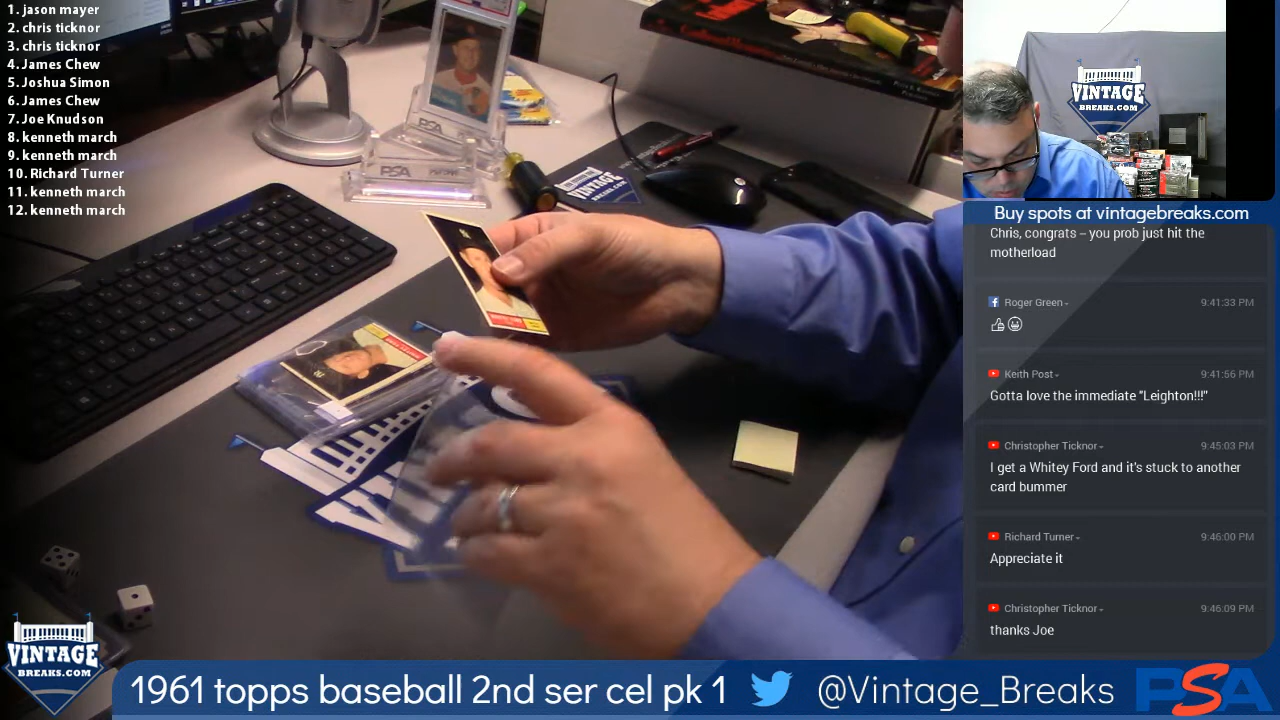 1. jason mayer
2. chris ticknor
3. chris ticknor
4. James Chew
5. Joshua Simon
6. James Chew
7. Joe Knudson
8. kenneth march
9. kenneth march
10. Richard Turner
11. kenneth march
12. kenneth march
PSA
PSA
VINTAGE
VINTAGE
BREAKS.COM
Buy spots at vintagebreaks.com
Chris, congrats – you prob just hit the
motherload
Roger Green
9:41:33 PM
Keith Post
9:41:56 PM
Gotta love the immediate "Leighton!!!"
Christopher Ticknor
9:45:03 PM
I get a Whitey Ford and it's stuck to another
card bummer
Richard Turner
9:46:00 PM
Appreciate it
Christopher Ticknor
9:46:09 PM
thanks Joe
VINTAGE
BREAKS.COM
1961 topps baseball 2nd ser cel pk 1
@Vintage_Breaks
PSA